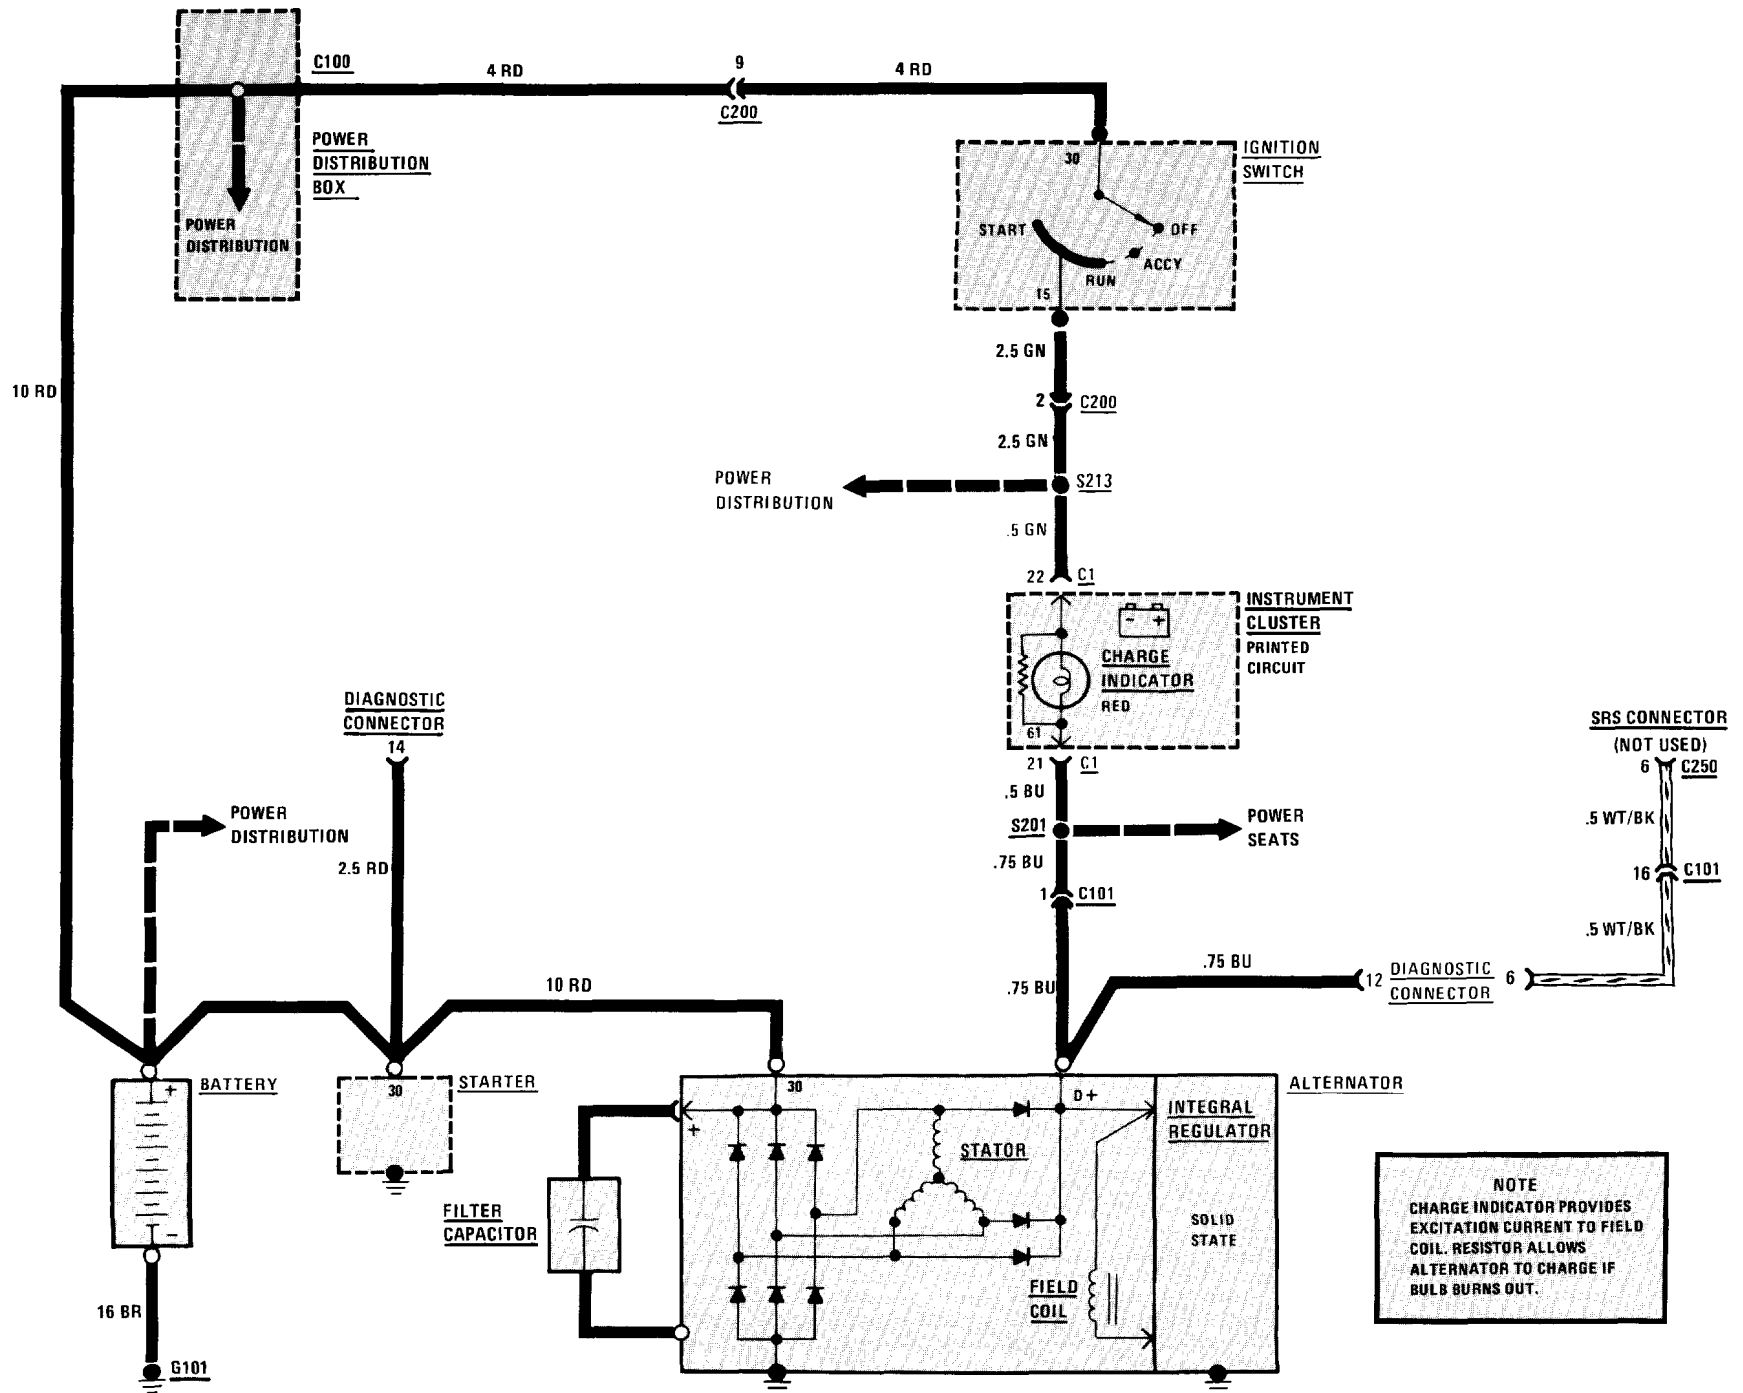 C100
4 RD
9
4 RD
C200
POWER
DISTRIBUTION
BOX
POWER
DISTRIBUTION
IGNITION
SWITCH
30
START
OFF
ACCY
RUN
15
10 RD
2.5 GN
2
C200
2.5 GN
POWER
DISTRIBUTION
S213
.5 GN
22
C1
INSTRUMENT
CLUSTER
PRINTED
CIRCUIT
- +
CHARGE
INDICATOR
RED
61
21
C1
.5 BU
S201
POWER
SEATS
.75 BU
1
C101
DIAGNOSTIC
CONNECTOR
14
SRS CONNECTOR
(NOT USED)
6
C250
.5 WT/BK
16
C101
.5 WT/BK
POWER
DISTRIBUTION
2.5 RD
10 RD
.75 BU
.75 BU
12
DIAGNOSTIC
CONNECTOR
6
+
BATTERY
-
30
STARTER
30
D+
ALTERNATOR
+
INTEGRAL
REGULATOR
STATOR
FILTER
CAPACITOR
SOLID
STATE
FIELD
COIL
16 BR
G101
NOTE
CHARGE INDICATOR PROVIDES
EXCITATION CURRENT TO FIELD
COIL. RESISTOR ALLOWS
ALTERNATOR TO CHARGE IF
BULB BURNS OUT.